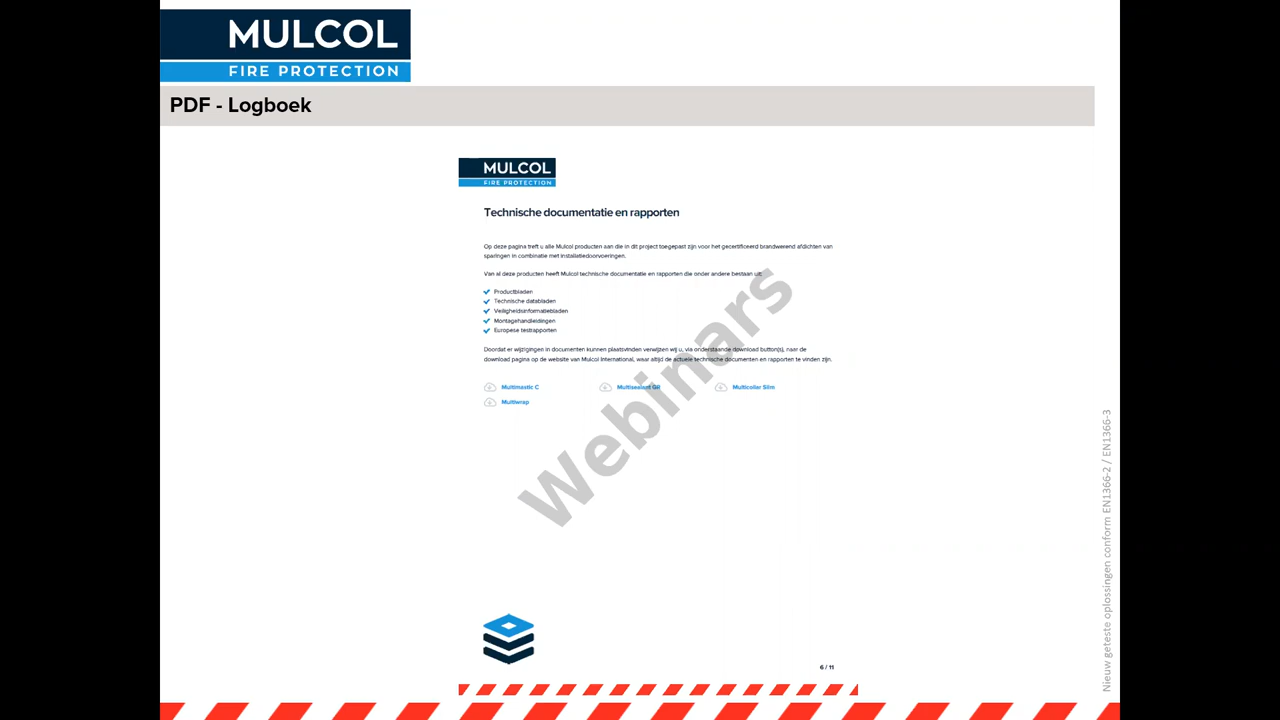 MULCOL
FIRE PROTECTION
PDF - Logboek
MULCOL
FIRE PROTECTION
Technische documentatie en rapporten
Op deze pagina treft u alle Mulcol producten aan die in dit project toegepast zijn voor het gecertificeerd brandwerend afdichten van
sparingen in combinatie met installatiedoorvoeringen.
Van al deze producten heeft Mulcol technische documentatie en rapporten die onder andere bestaan uit:
Productbladen
Technische databladen
Veiligheidsinformatiebladen
Montagehandleidingen
Europese testrapporten
Doordat er wijzigingen in documenten kunnen plaatsvinden verwijzen wij u, via onderstaande download button(s), naar de
download pagina op de website van Mulcol International, waar altijd de actuele technische documenten en rapporten te vinden zijn.
Multimastic C
Multisealant GR
Multicollar Slim
Multiwrap
Webinars
6 / 11
Nieuw geteste oplossingen conform EN1366-2 / EN1366-3